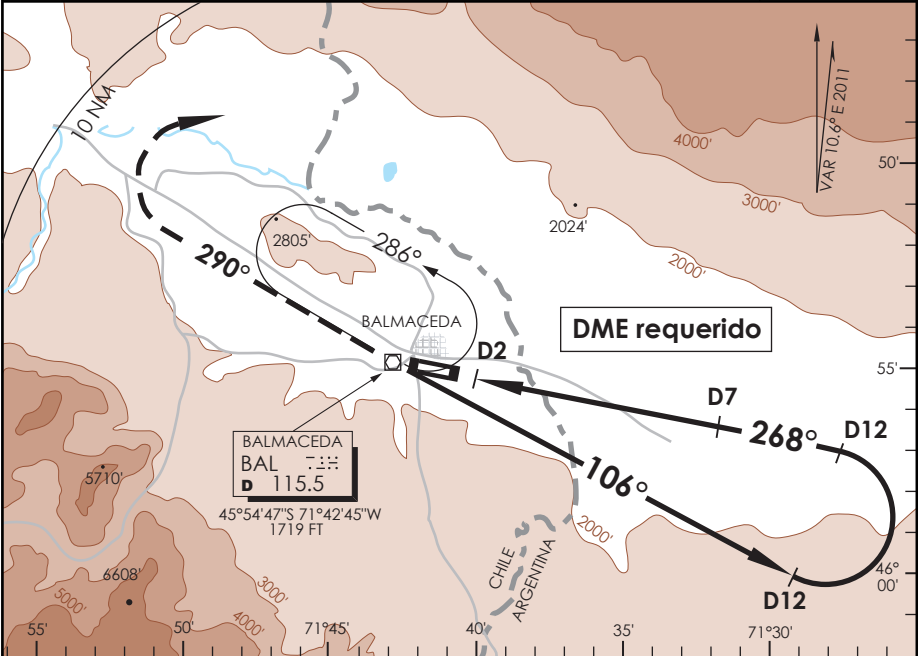 10 NM
4000'
VAR 10.6° E 2011
50'
3000'
2024'
2805'
286°
290°
2000'
BALMACEDA
DME requerido
D2
55'
D7
268°
D12
BALMACEDA
BAL
D 115.5
45°54'47"S 71°42'45"W
1719 FT
106°
5710'
2000'
CHILE
ARGENTINA
46°
00'
6608'
D12
3000'
5000'
4000'
55'
50'
71°45'
40'
35'
71°30'